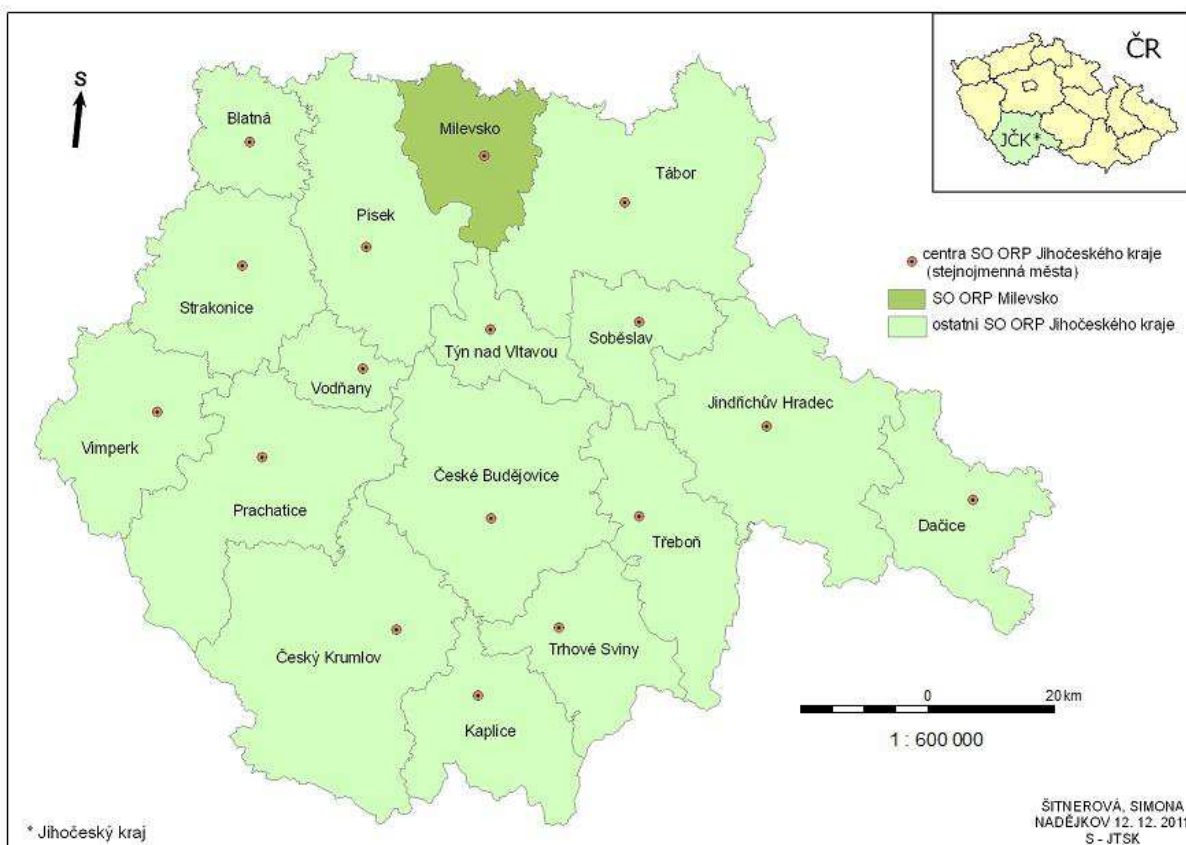 ČR
JČK*
S
Blatná
Milevsko
Tábor
Písek
Strakonice
Vodňany
Týn nad Vltavou
Soběslav
Jindřichův Hradec
Vimperk
Prachatice
České Budějovice
Třeboň
Dačice
Český Krumlov
Trhové Sviny
Kaplice
centra SO ORP Jihočeského kraje
(stejnojmenná města)
SO ORP Milevsko
ostatní SO ORP Jihočeského kraje
0 20 km
1 : 600 000
* Jihočeský kraj
ŠITNEROVÁ, SIMONA
NADĚJKOV 12. 12. 2011
S - JTSK